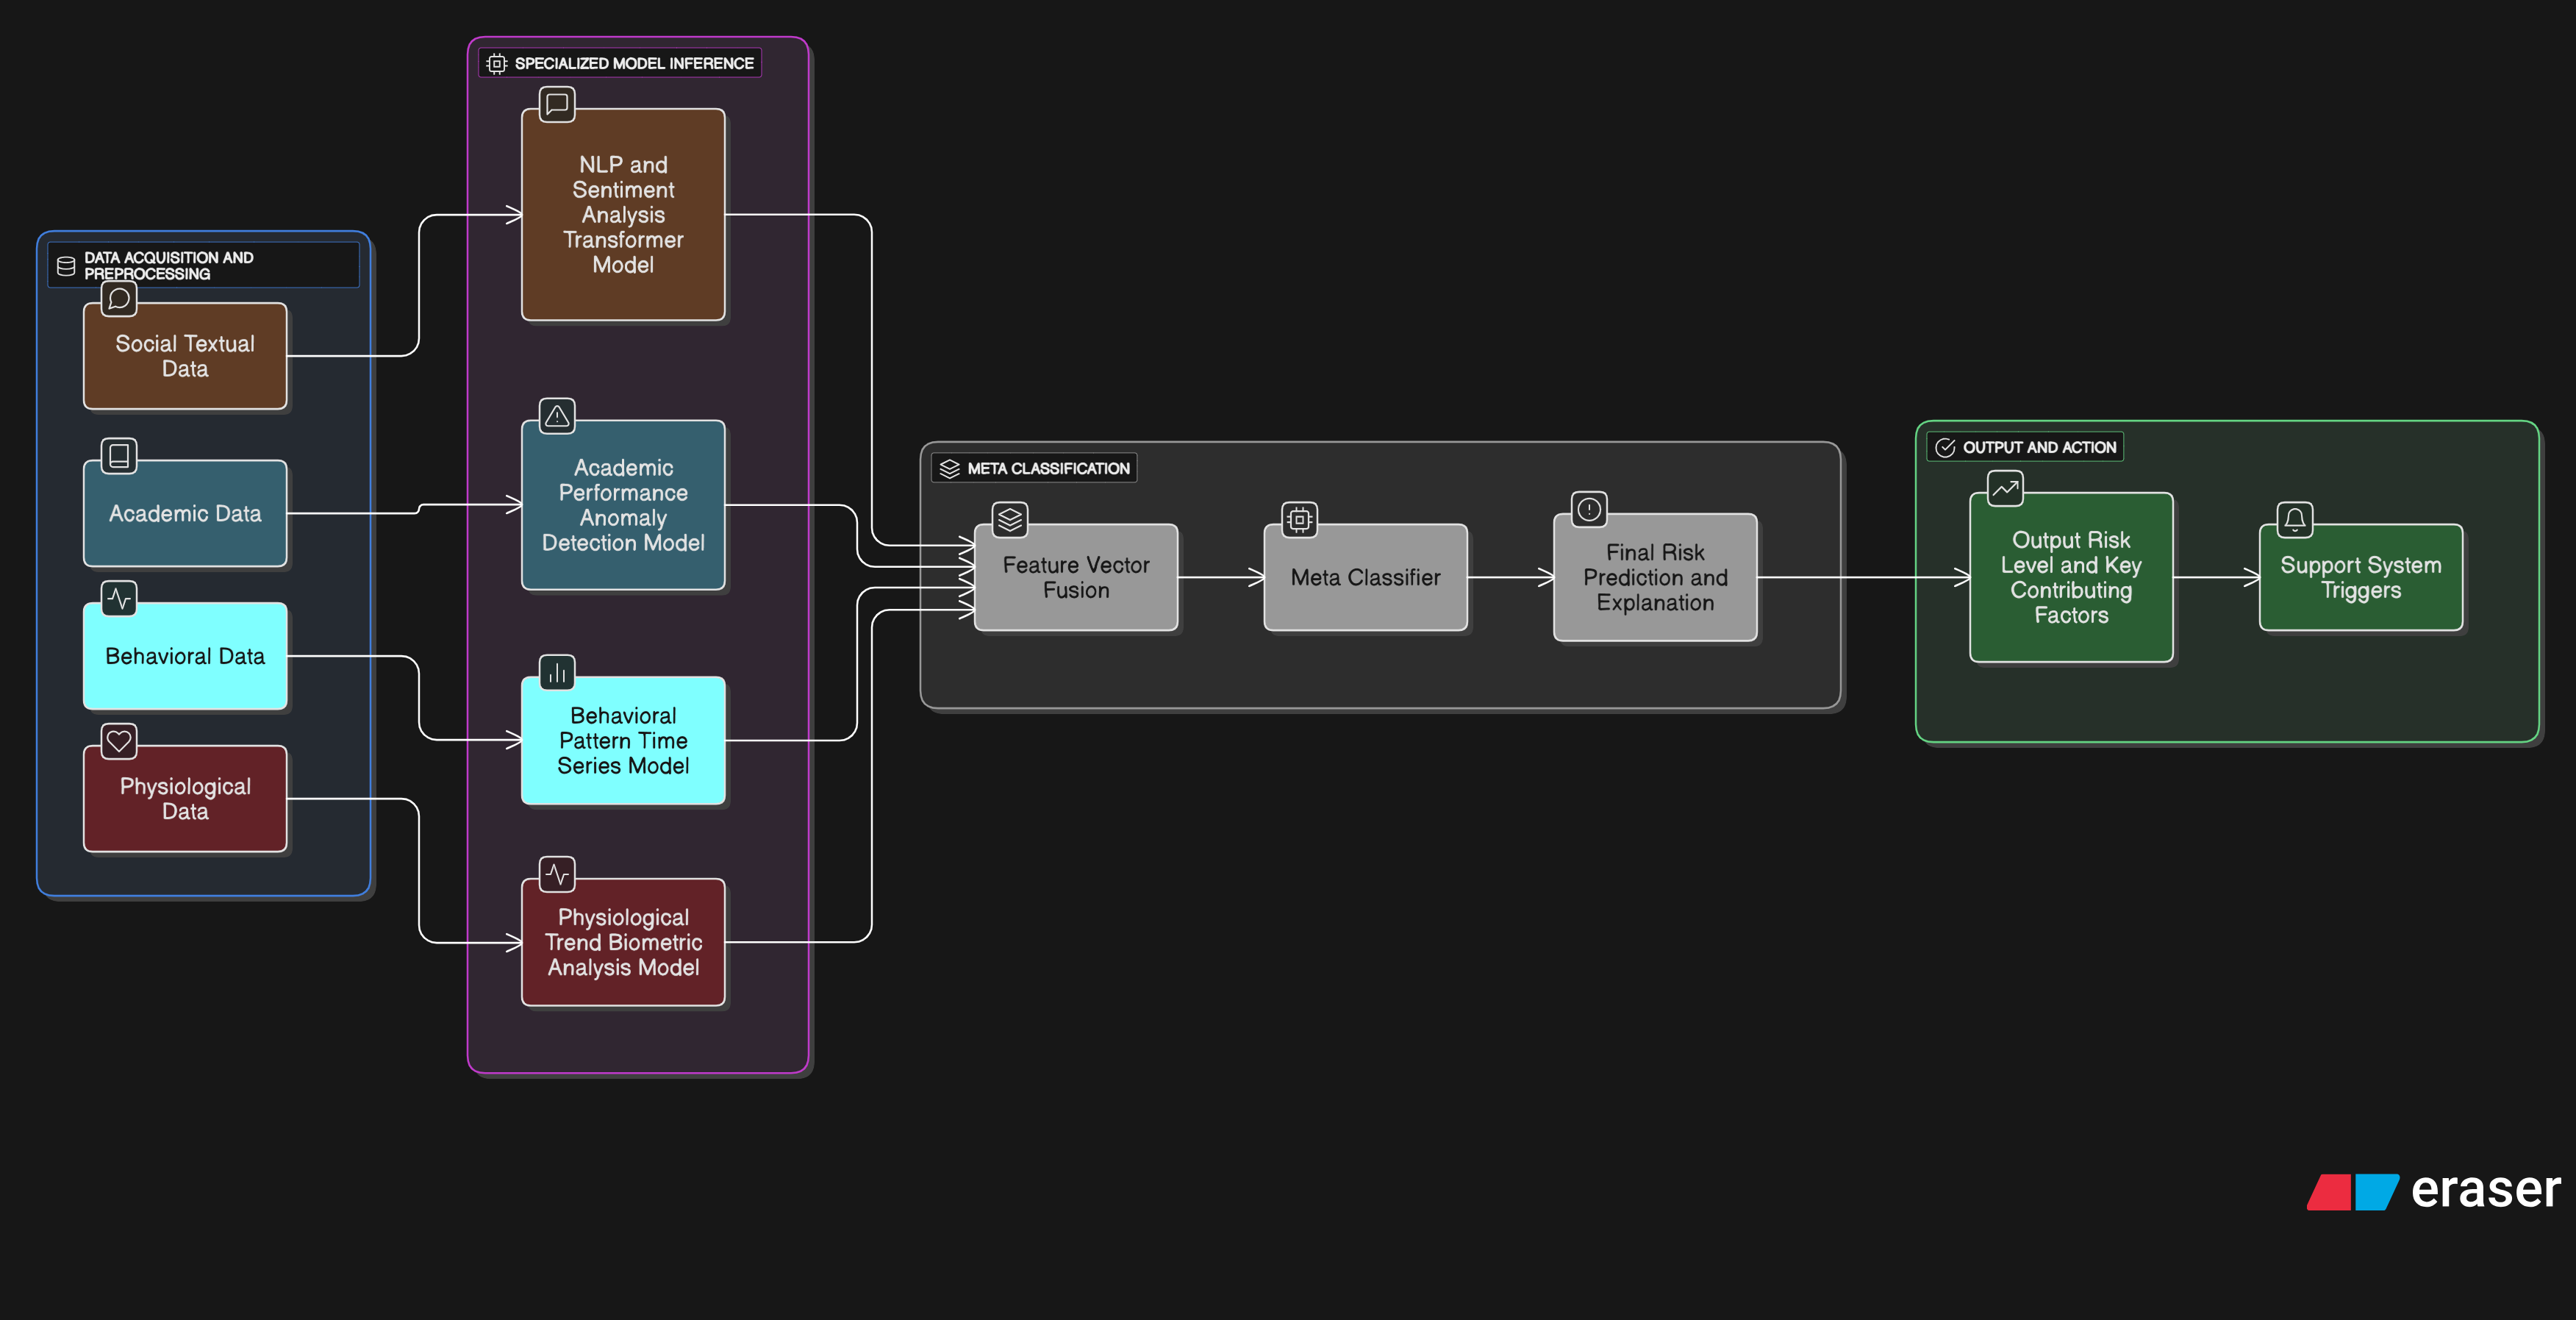 SPECIALIZED MODEL INFERENCE
NLP and
Sentiment
Analysis
Transformer
Model
DATA ACQUISITION AND
PREPROCESSING
Social Textual
Data
Academic Data
Behavioral Data
Physiological
Data
Academic
Performance
Anomaly
Detection Model
Behavioral
Pattern Time
Series Model
Physiological
Trend Biometric
Analysis Model
META CLASSIFICATION
Feature Vector
Fusion
Meta Classifier
Final Risk
Prediction and
Explanation
OUTPUT AND ACTION
Output Risk
Level and Key
Contributing
Factors
Support System
Triggers
eraser